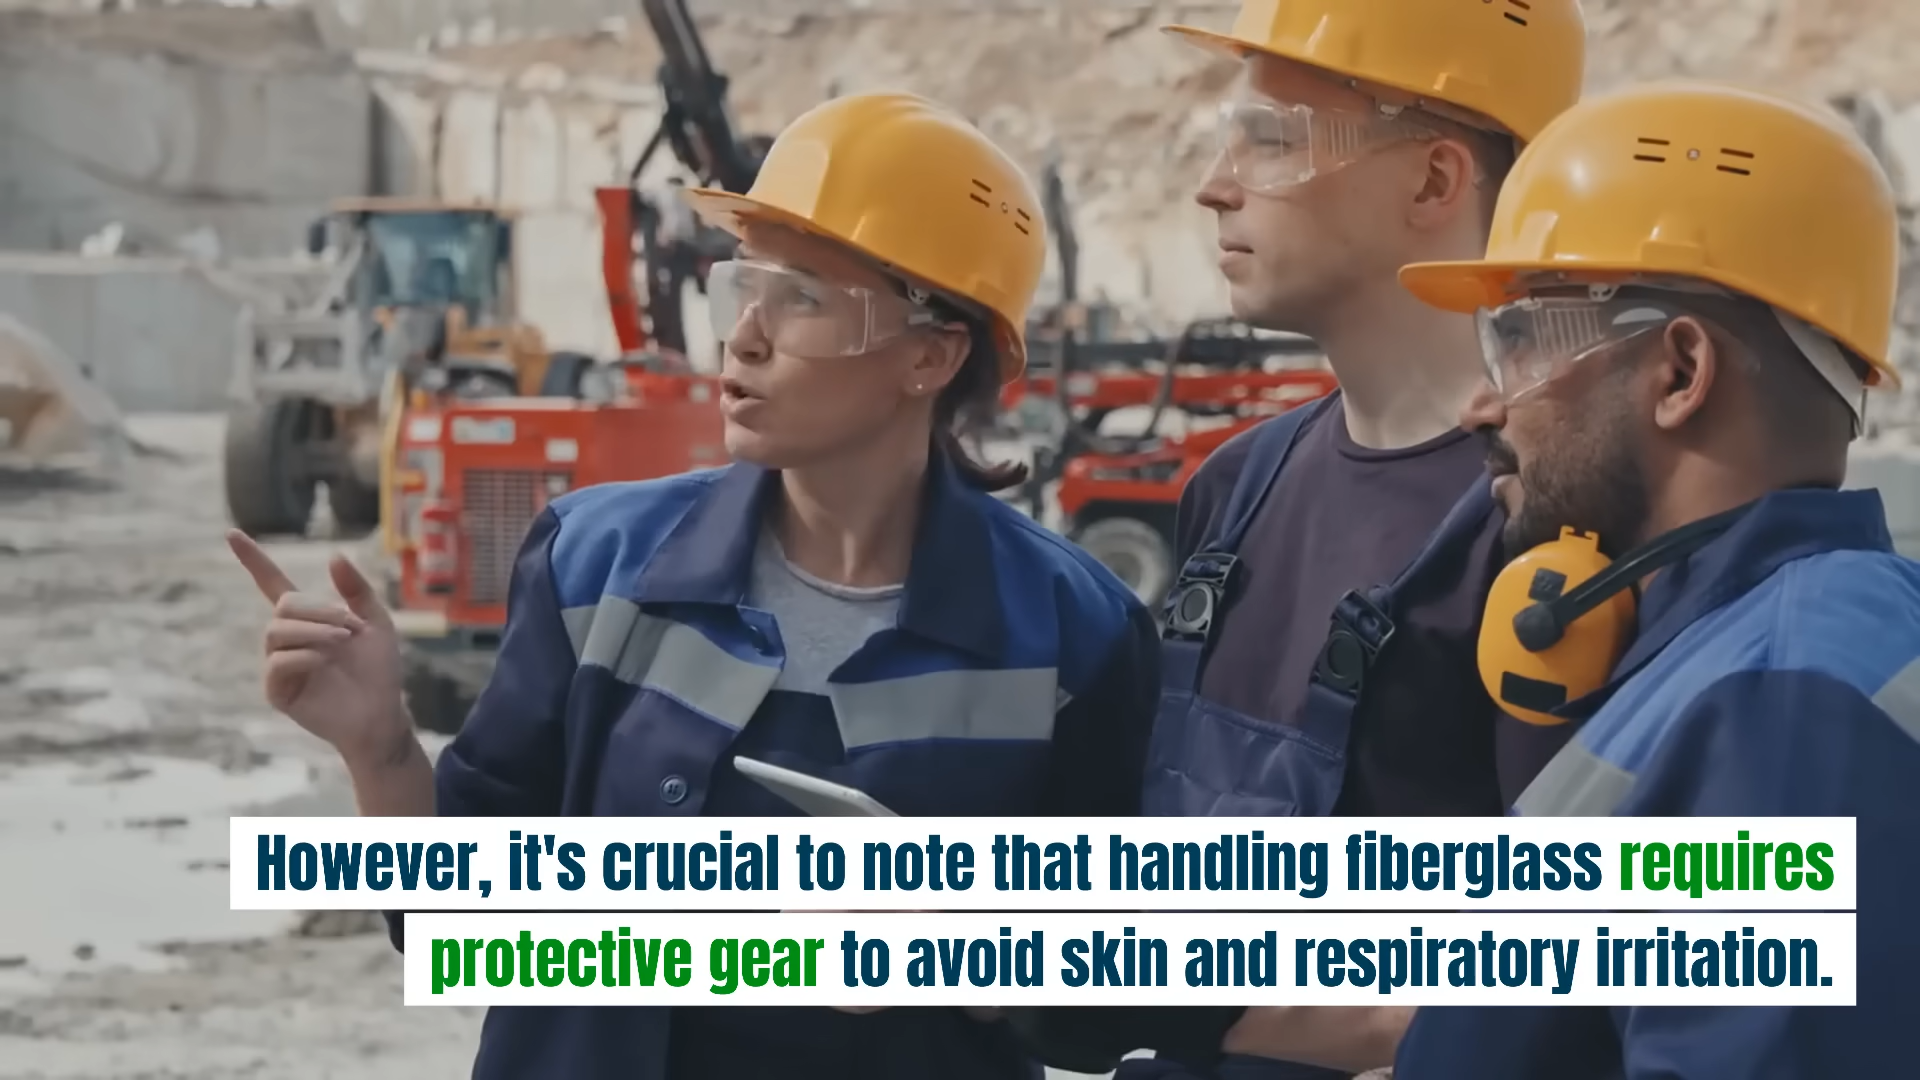 However, it's crucial to note that handling fiberglass requires
protective gear to avoid skin and respiratory irritation.